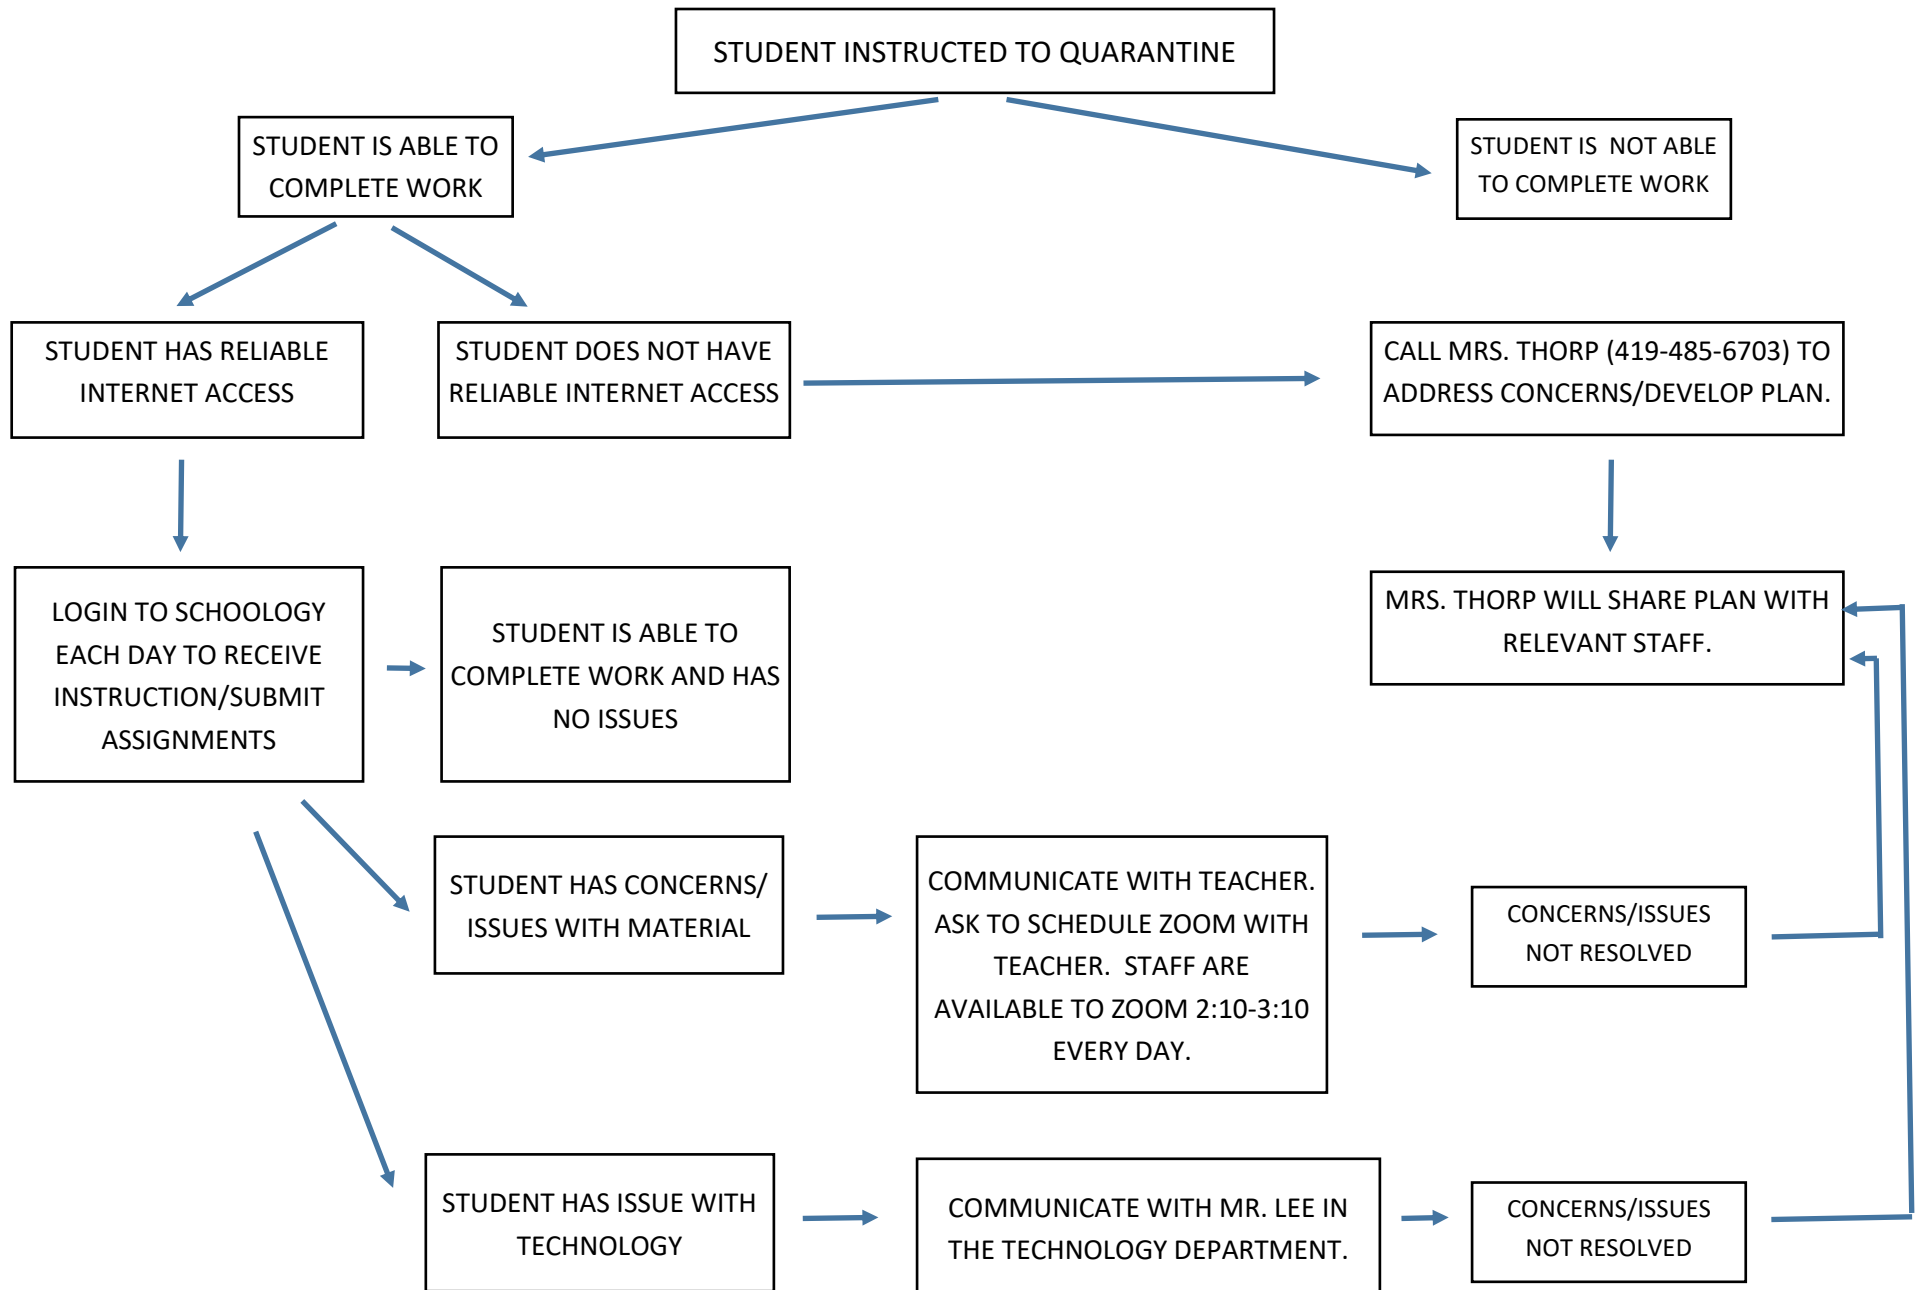 STUDENT INSTRUCTED TO QUARANTINE
STUDENT IS ABLE TO
COMPLETE WORK
STUDENT IS  NOT ABLE
TO COMPLETE WORK
STUDENT HAS RELIABLE
INTERNET ACCESS
STUDENT DOES NOT HAVE
RELIABLE INTERNET ACCESS
CALL MRS. THORP (419-485-6703) TO
ADDRESS CONCERNS/DEVELOP PLAN.
LOGIN TO SCHOOLOGY
EACH DAY TO RECEIVE
INSTRUCTION/SUBMIT
ASSIGNMENTS
STUDENT IS ABLE TO
COMPLETE WORK AND HAS
NO ISSUES
MRS. THORP WILL SHARE PLAN WITH
RELEVANT STAFF.
STUDENT HAS CONCERNS/
ISSUES WITH MATERIAL
COMMUNICATE WITH TEACHER.
ASK TO SCHEDULE ZOOM WITH
TEACHER.  STAFF ARE
AVAILABLE TO ZOOM 2:10-3:10
EVERY DAY.
CONCERNS/ISSUES
NOT RESOLVED
STUDENT HAS ISSUE WITH
TECHNOLOGY
COMMUNICATE WITH MR. LEE IN
THE TECHNOLOGY DEPARTMENT.
CONCERNS/ISSUES
NOT RESOLVED